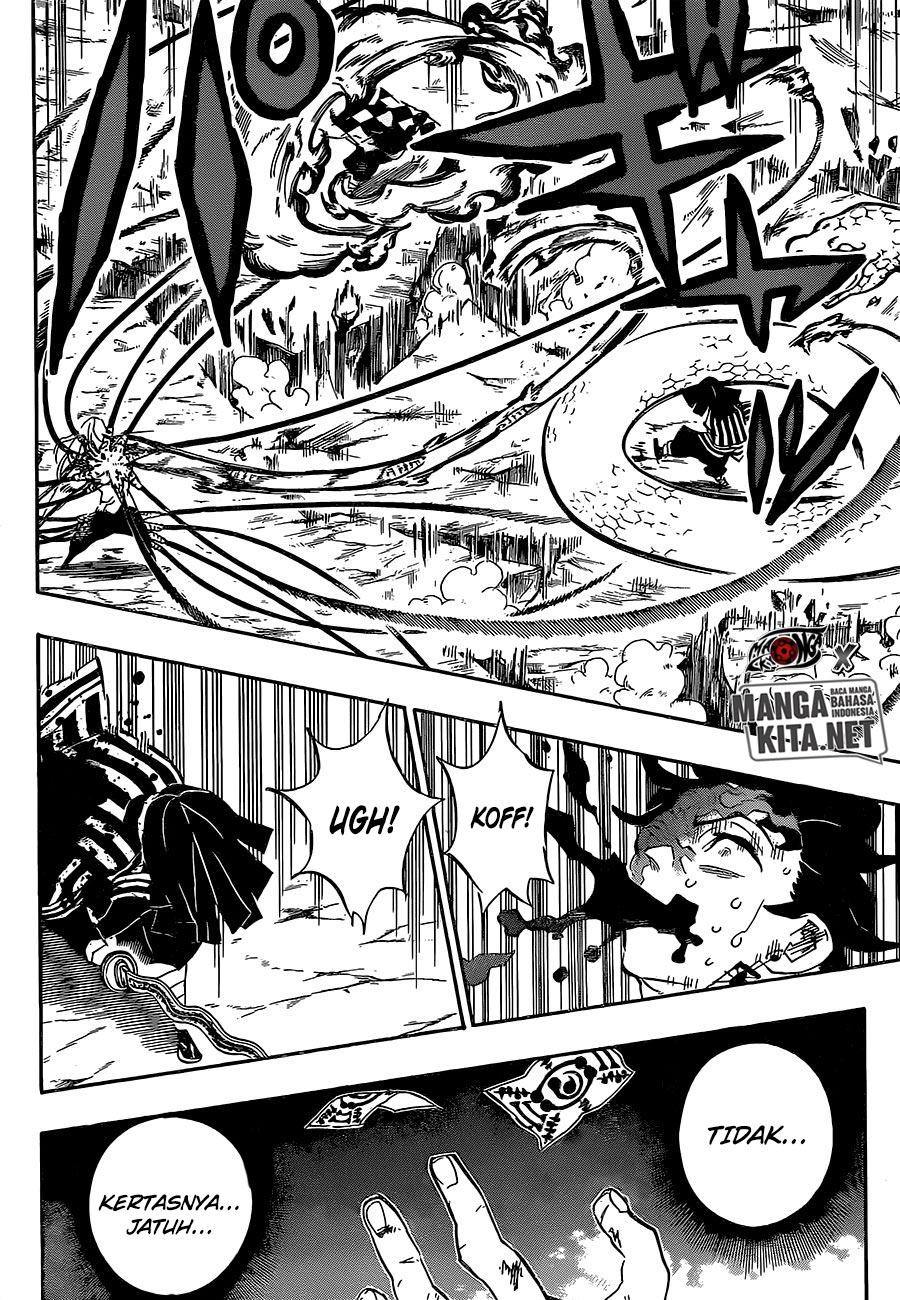 KOFF!
UGH!
TIDAK...
KERTASNYA...
JATUH...
MANGA
KITA.NET
BACA MANGA
BAHASA
INDONESIA
X